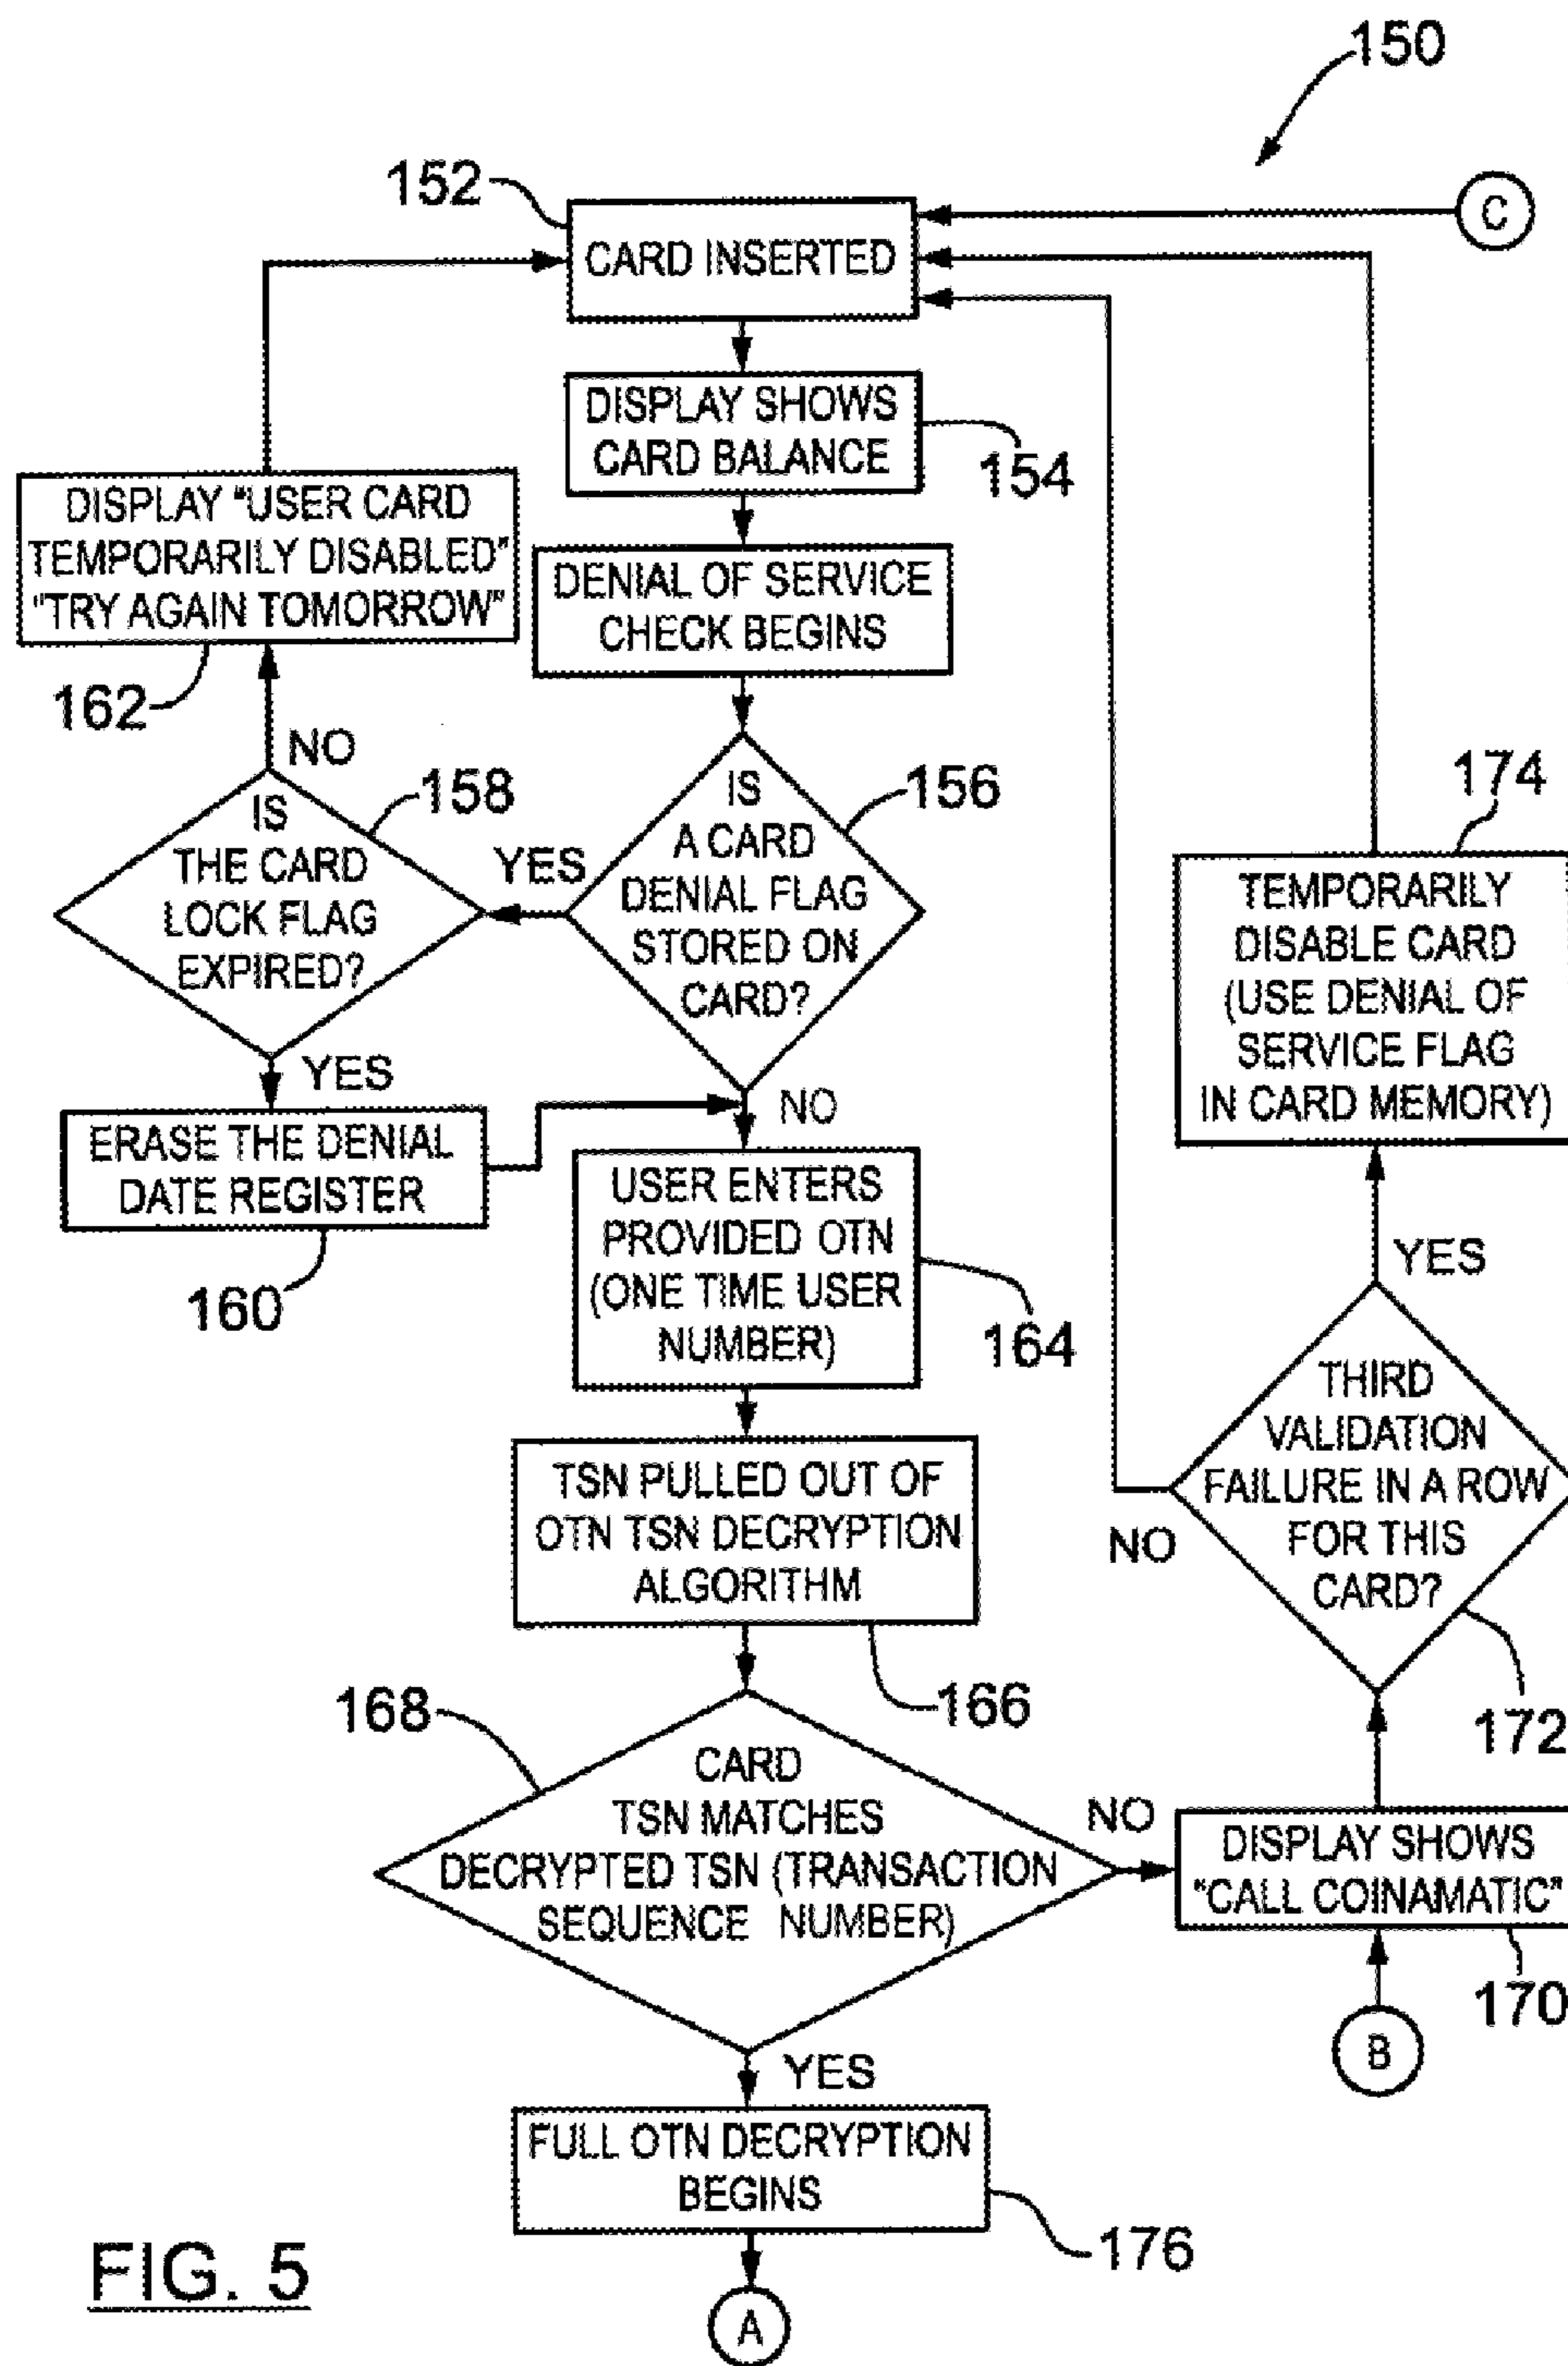 150
152
CARD INSERTED
C
DISPLAY SHOWS
CARD BALANCE
154
DISPLAY "USER CARD
TEMPORARILY DISABLED"
"TRY AGAIN TOMORROW"
162
DENIAL OF SERVICE
CHECK BEGINS
NO
158
IS
THE CARD
LOCK FLAG
EXPIRED?
YES
156
IS
A CARD
DENIAL FLAG
STORED ON
CARD?
174
TEMPORARILY
DISABLE CARD
(USE DENIAL OF
SERVICE FLAG
IN CARD MEMORY)
YES
NO
ERASE THE DENIAL
DATE REGISTER
160
USER ENTERS
PROVIDED OTN
(ONE TIME USER
NUMBER)
164
YES
THIRD
VALIDATION
FAILURE IN A ROW
FOR THIS
CARD?
NO
172
TSN PULLED OUT OF
OTN TSN DECRYPTION
ALGORITHM
166
168
CARD
TSN MATCHES
DECRYPTED TSN (TRANSACTION
SEQUENCE NUMBER)
NO
DISPLAY SHOWS
"CALL COINAMATIC"
170
B
YES
FULL OTN DECRYPTION
BEGINS
176
A
FIG. 5